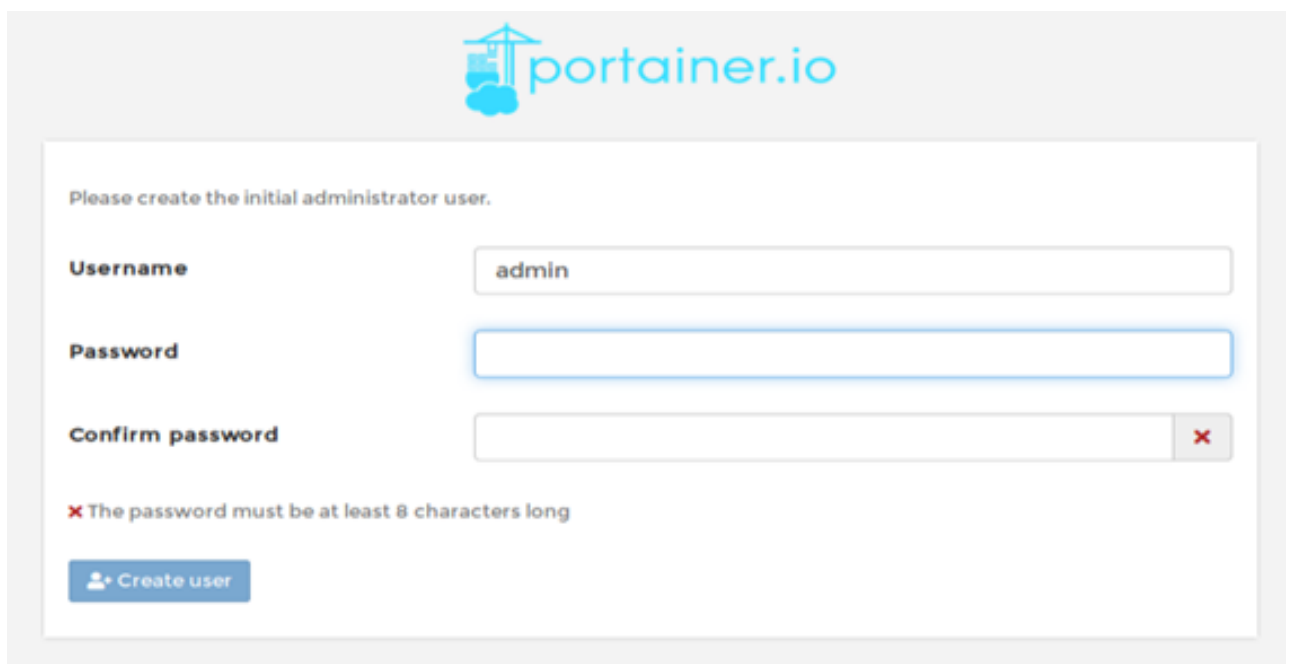 portainer.io
Please create the initial administrator user.
Username
admin
Password
Confirm password
The password must be at least 8 characters long
Create user